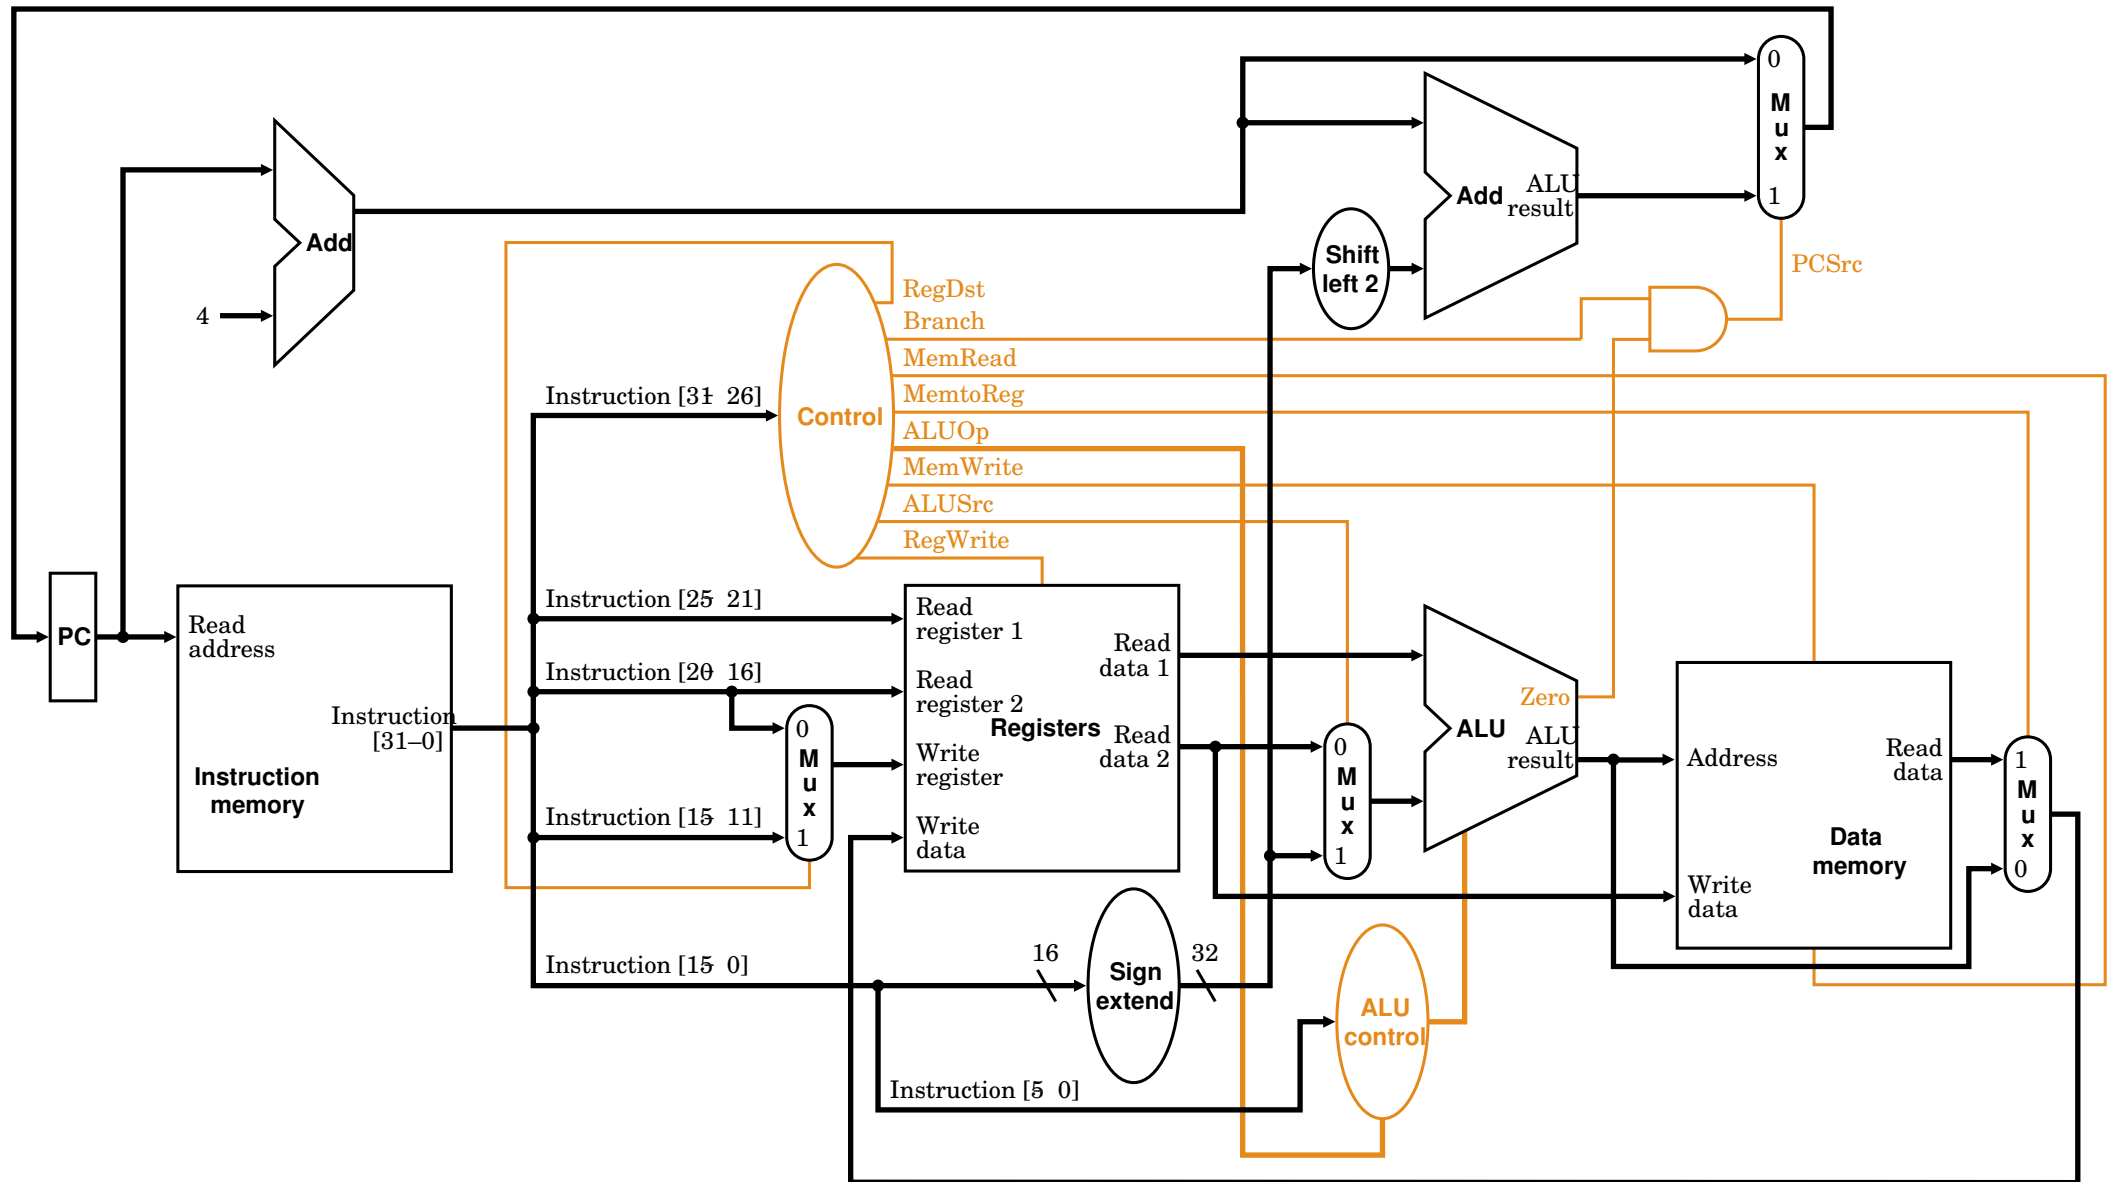 0
M
u
x
1
Add
ALU
result
Shift
left 2
PCSrc
Add
4
RegDst
Branch
MemRead
MemtoReg
ALUOp
MemWrite
ALUSrc
RegWrite
Control
Instruction [31– 26]
Instruction [25– 21]
Instruction [20– 16]
Instruction [15– 11]
Instruction [15– 0]
Instruction [5– 0]
PC
Read
address
Instruction
[31–0]
Instruction
memory
0
M
u
x
1
Read
register 1
Read
register 2
Write
register
Write
data
Registers
Read
data 1
Read
data 2
0
M
u
x
1
Zero
ALU
ALU
result
Address
Write
data
Read
data
Data
memory
1
M
u
x
0
16
Sign
extend
32
ALU
control